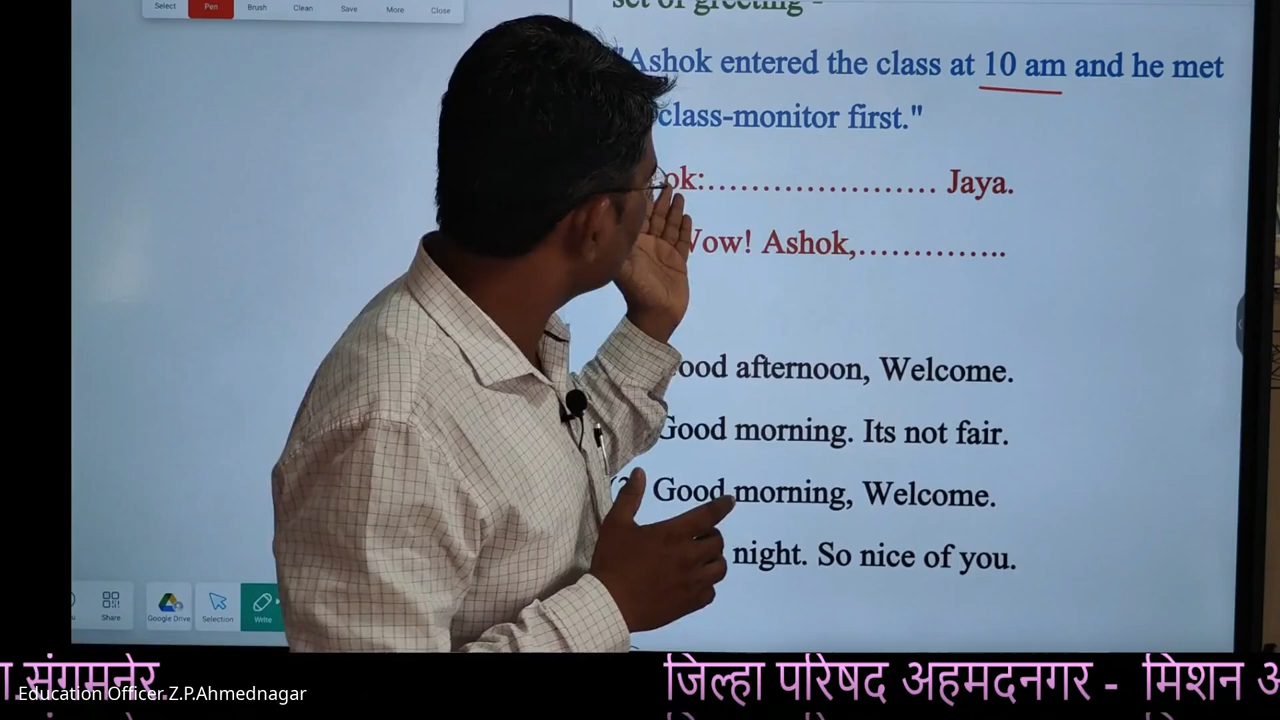 Select Pen Brush Clean Save More Close
set of greeting -
"Ashok entered the class at 10 am and he met
class-monitor first."
ok:..................... Jaya.
Wow! Ashok,..............
Good afternoon, Welcome.
Good morning. Its not fair.
Good morning, Welcome.
night. So nice of you.
Share Google Drive Selection Write
संगमनेर जिल्हा परिषद अहमदनगर - मिशन
Education Officer Z.P.Ahmednagar